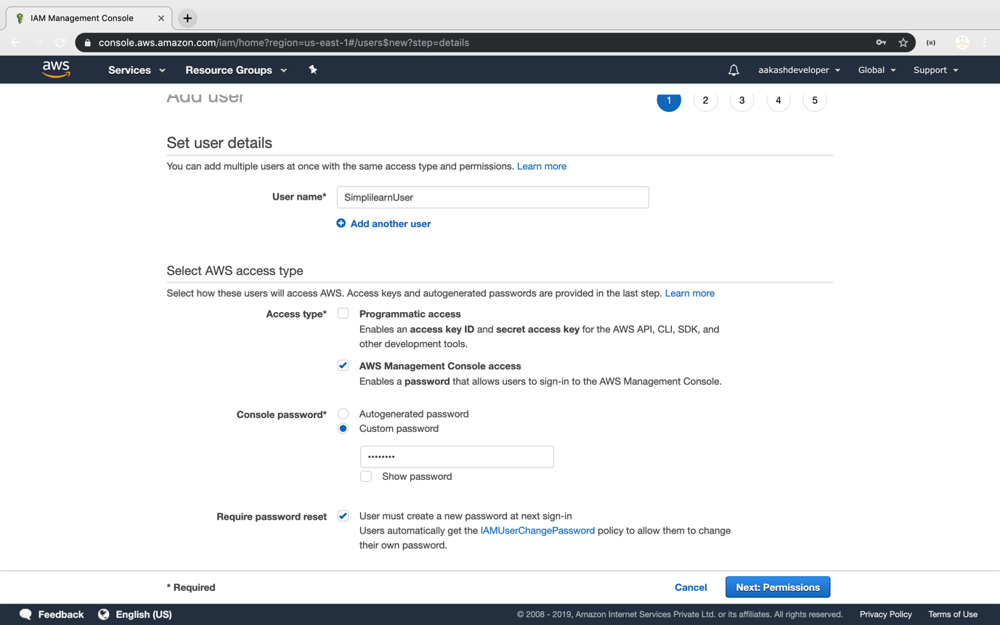 IAM Management Console
console.aws.amazon.com/iam/home?region=us-east-1#/users$new?step=details
aws Services Resource Groups aakashdeveloper Global Support
Add user 1 2 3 4 5
Set user details
You can add multiple users at once with the same access type and permissions. Learn more
User name* SimplilearnUser
Add another user
Select AWS access type
Select how these users will access AWS. Access keys and autogenerated passwords are provided in the last step. Learn more
Access type* Programmatic access
Enables an access key ID and secret access key for the AWS API, CLI, SDK, and
other development tools.
AWS Management Console access
Enables a password that allows users to sign-in to the AWS Management Console.
Console password* Autogenerated password
Custom password
••••••••
Show password
Require password reset User must create a new password at next sign-in
Users automatically get the IAMUserChangePassword policy to allow them to change
their own password.
* Required Cancel Next: Permissions
Feedback English (US) © 2008 - 2019, Amazon Internet Services Private Ltd. or its affiliates. All rights reserved. Privacy Policy Terms of Use